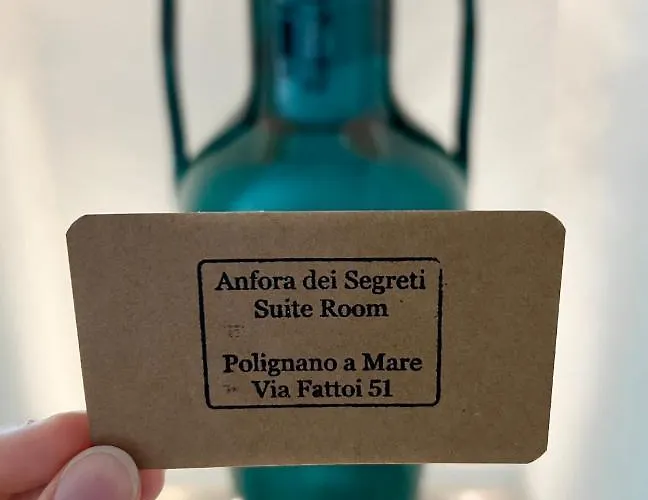 Anfora dei Segreti
Suite Room
Polignano a Mare
Via Fattoi 51